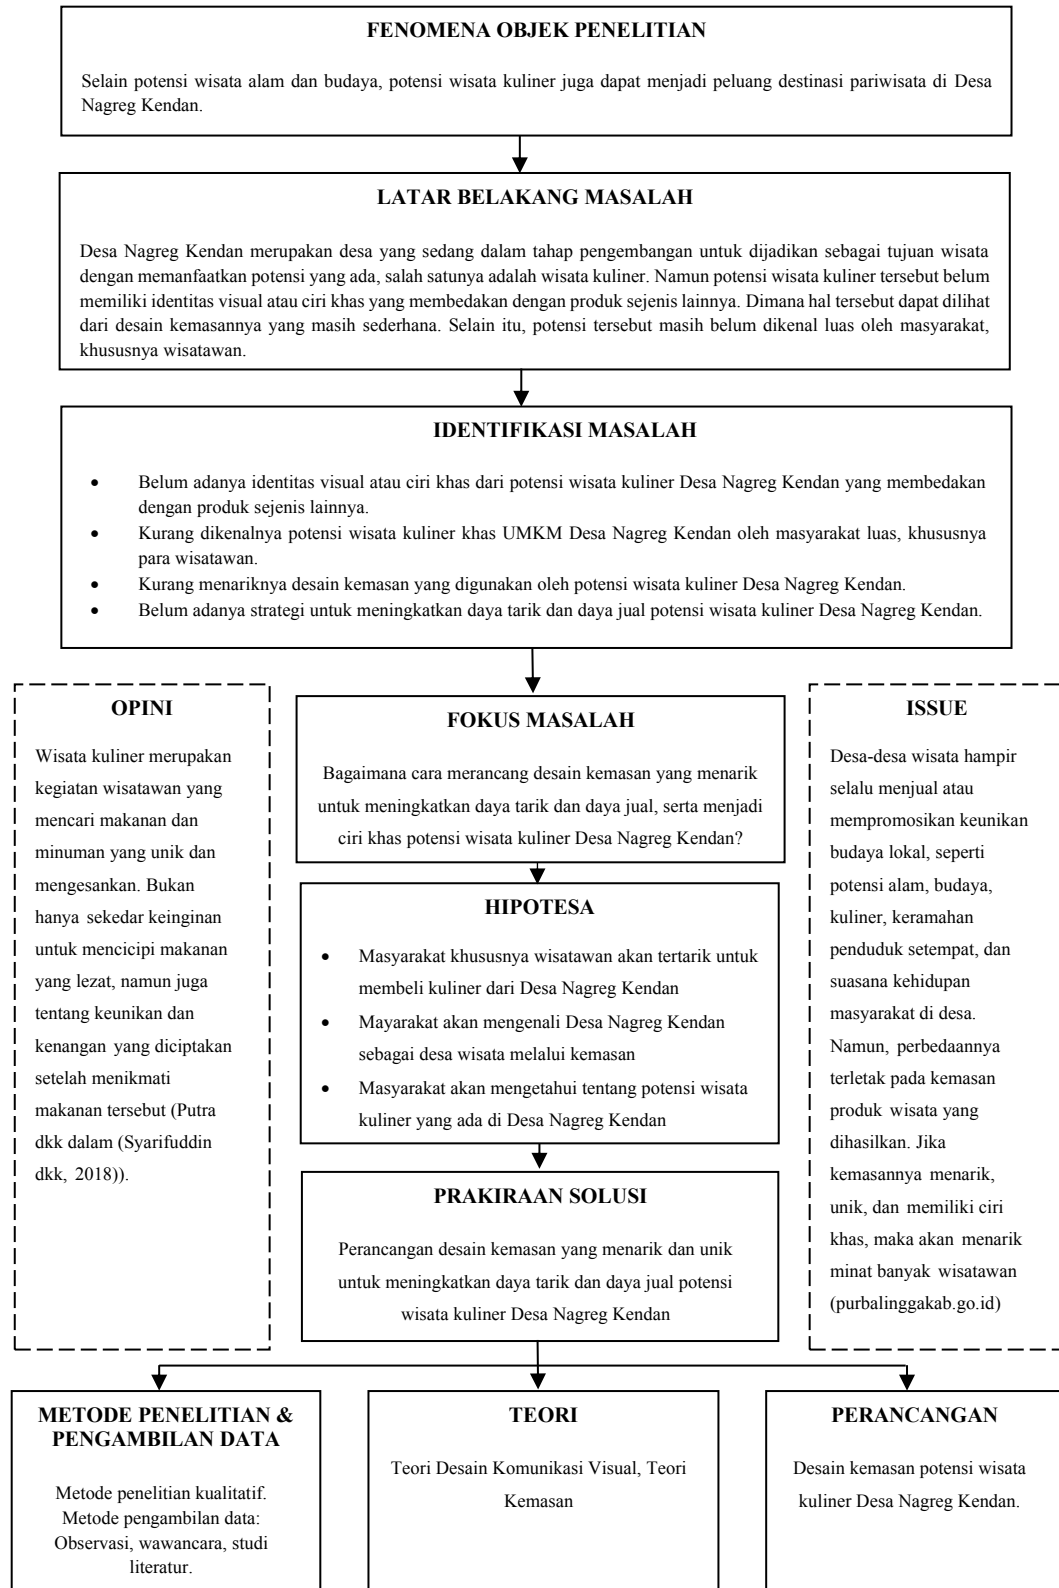 FENOMENA OBJEK PENELITIAN
Selain potensi wisata alam dan budaya, potensi wisata kuliner juga dapat menjadi peluang destinasi pariwisata di Desa
Nagreg Kendan.
LATAR BELAKANG MASALAH
Desa Nagreg Kendan merupakan desa yang sedang dalam tahap pengembangan untuk dijadikan sebagai tujuan wisata
dengan memanfaatkan potensi yang ada, salah satunya adalah wisata kuliner. Namun potensi wisata kuliner tersebut belum
memiliki identitas visual atau ciri khas yang membedakan dengan produk sejenis lainnya. Dimana hal tersebut dapat dilihat
dari desain kemasannya yang masih sederhana. Selain itu, potensi tersebut masih belum dikenal luas oleh masyarakat,
khususnya wisatawan.
IDENTIFIKASI MASALAH
• Belum adanya identitas visual atau ciri khas dari potensi wisata kuliner Desa Nagreg Kendan yang membedakan
dengan produk sejenis lainnya.
• Kurang dikenalnya potensi wisata kuliner khas UMKM Desa Nagreg Kendan oleh masyarakat luas, khususnya
para wisatawan.
• Kurang menariknya desain kemasan yang digunakan oleh potensi wisata kuliner Desa Nagreg Kendan.
• Belum adanya strategi untuk meningkatkan daya tarik dan daya jual potensi wisata kuliner Desa Nagreg Kendan.
OPINI
Wisata kuliner merupakan
kegiatan wisatawan yang
mencari makanan dan
minuman yang unik dan
mengesankan. Bukan
hanya sekedar keinginan
untuk mencicipi makanan
yang lezat, namun juga
tentang keunikan dan
kenangan yang diciptakan
setelah menikmati
makanan tersebut (Putra
dkk dalam (Syarifuddin
dkk, 2018)).
FOKUS MASALAH
Bagaimana cara merancang desain kemasan yang menarik
untuk meningkatkan daya tarik dan daya jual, serta menjadi
ciri khas potensi wisata kuliner Desa Nagreg Kendan?
HIPOTESA
• Masyarakat khususnya wisatawan akan tertarik untuk
membeli kuliner dari Desa Nagreg Kendan
• Mayarakat akan mengenali Desa Nagreg Kendan
sebagai desa wisata melalui kemasan
• Masyarakat akan mengetahui tentang potensi wisata
kuliner yang ada di Desa Nagreg Kendan
PRAKIRAAN SOLUSI
Perancangan desain kemasan yang menarik dan unik
untuk meningkatkan daya tarik dan daya jual potensi
wisata kuliner Desa Nagreg Kendan
ISSUE
Desa-desa wisata hampir
selalu menjual atau
mempromosikan keunikan
budaya lokal, seperti
potensi alam, budaya,
kuliner, keramahan
penduduk setempat, dan
suasana kehidupan
masyarakat di desa.
Namun, perbedaannya
terletak pada kemasan
produk wisata yang
dihasilkan. Jika
kemasannya menarik,
unik, dan memiliki ciri
khas, maka akan menarik
minat banyak wisatawan
(purbalinggakab.go.id)
METODE PENELITIAN &
PENGAMBILAN DATA
Metode penelitian kualitatif.
Metode pengambilan data:
Observasi, wawancara, studi
literatur.
TEORI
Teori Desain Komunikasi Visual, Teori
Kemasan
PERANCANGAN
Desain kemasan potensi wisata
kuliner Desa Nagreg Kendan.